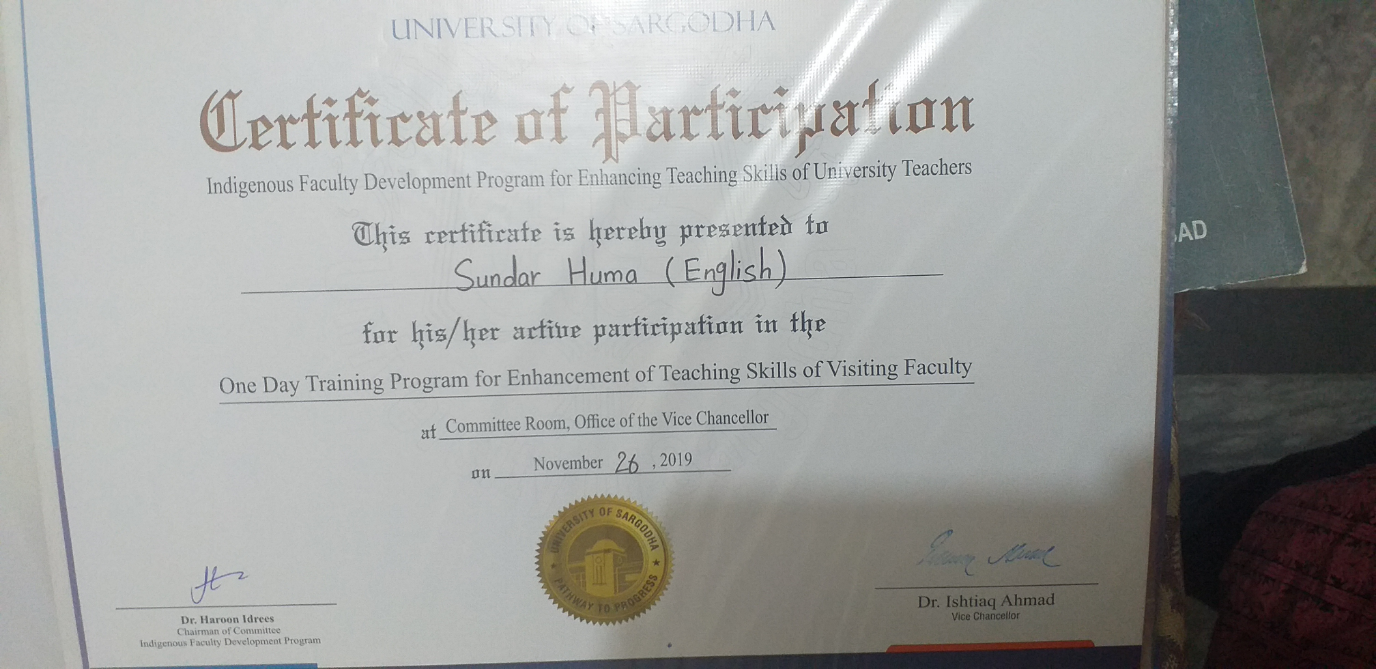 UNIVERSITY OF SARGODHA
Certificate of Participation
Indigenous Faculty Development Program for Enhancing Teaching Skills of University Teachers
This certificate is hereby presented to
Sundar Huma (English)
for his/her active participation in the
One Day Training Program for Enhancement of Teaching Skills of Visiting Faculty
at Committee Room, Office of the Vice Chancellor
on November 26, 2019
UNIVERSITY OF SARGODHA
PATHWAY TO PROGRESS
Dr. Haroon Idrees
Chairman of Committee
Indigenous Faculty Development Program
Dr. Ishtiaq Ahmad
Vice Chancellor
AD